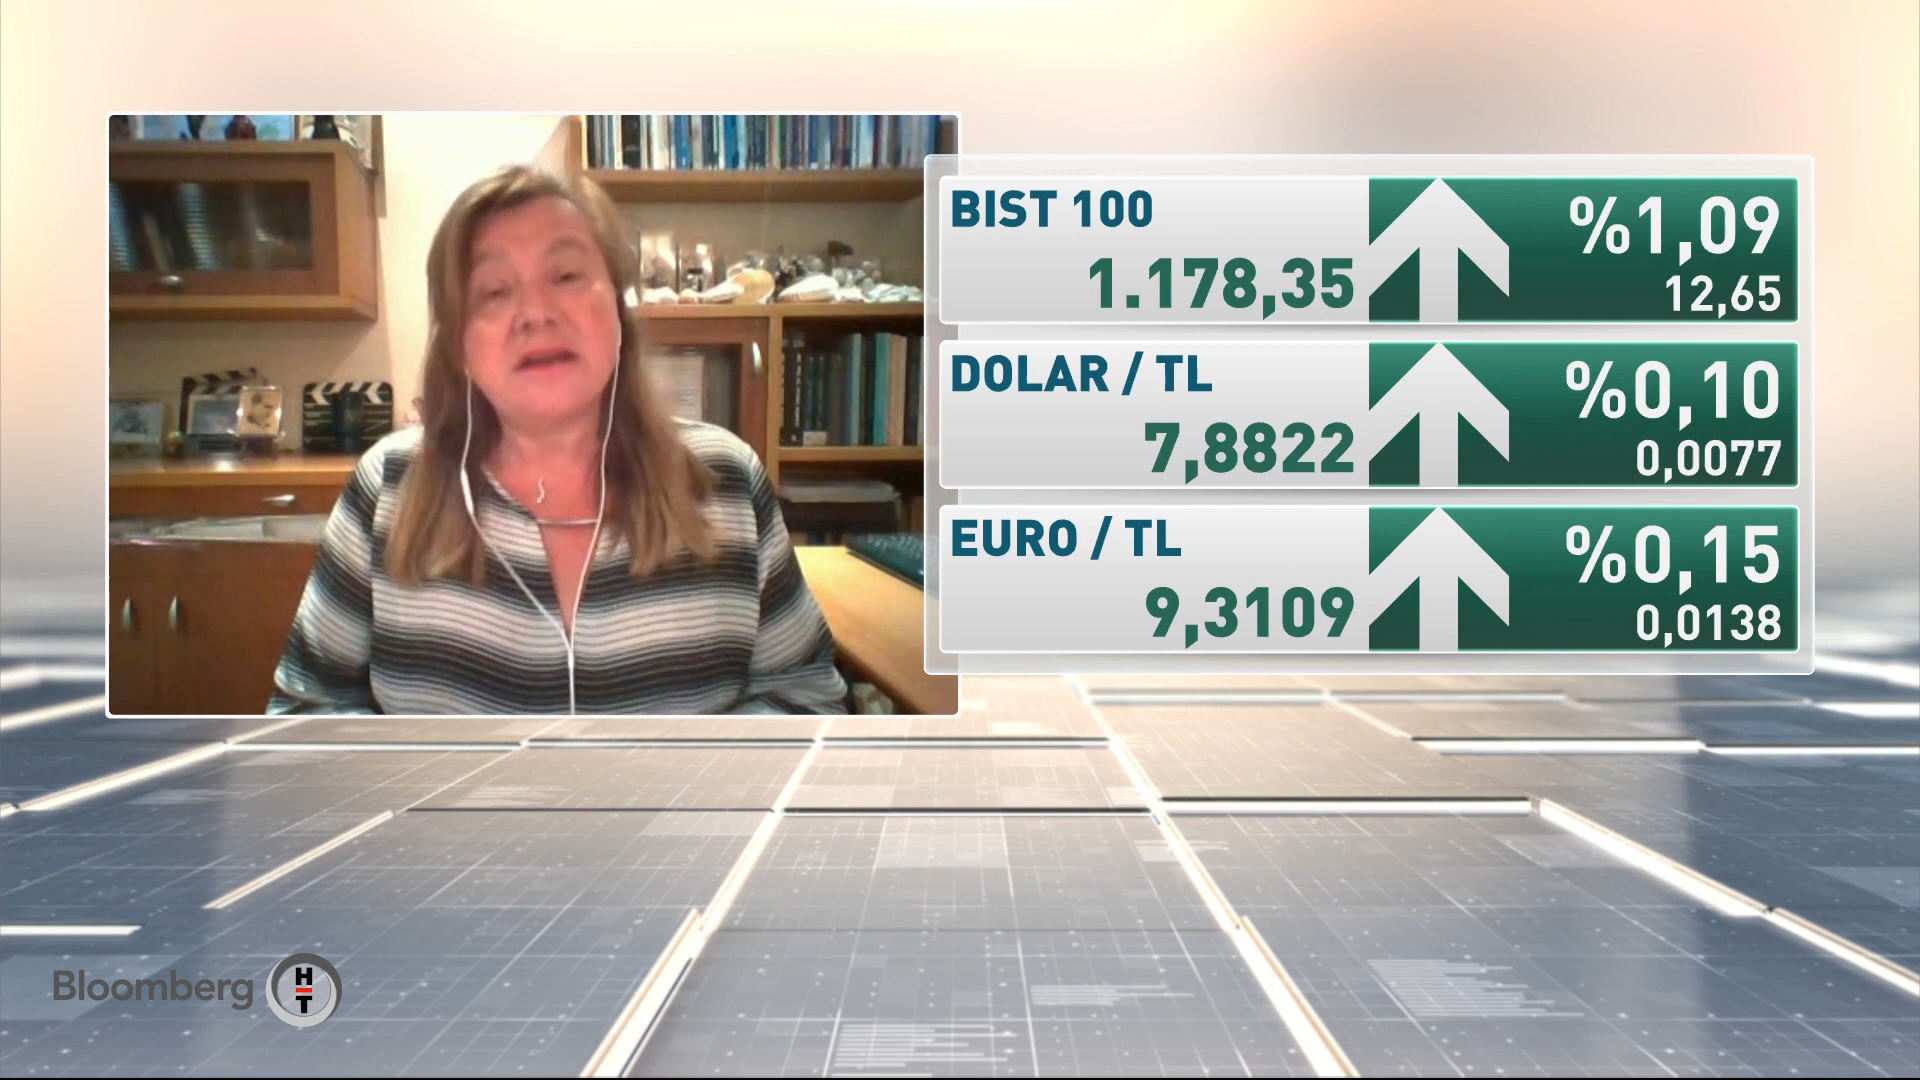 BIST 100
1.178,35
%1,09
12,65
DOLAR / TL
7,8822
%0,10
0,0077
EURO / TL
9,3109
%0,15
0,0138
Bloomberg HT